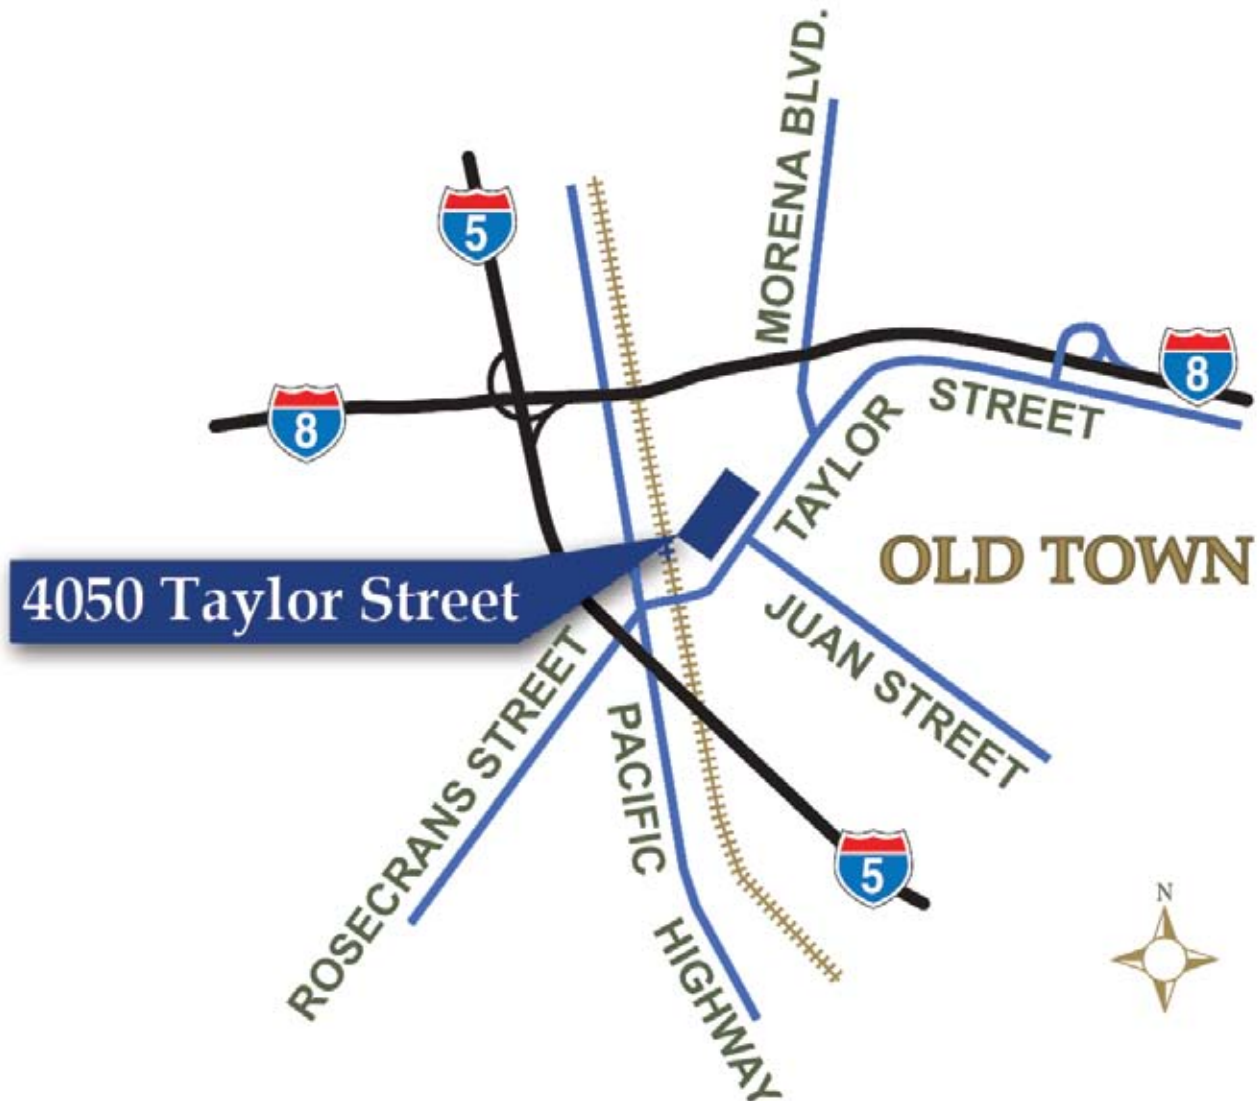 MORENA BLVD.
5
8
8
STREET
TAYLOR
OLD TOWN
4050 Taylor Street
JUAN STREET
ROSECRANS STREET
PACIFIC
HIGHWAY
5
N